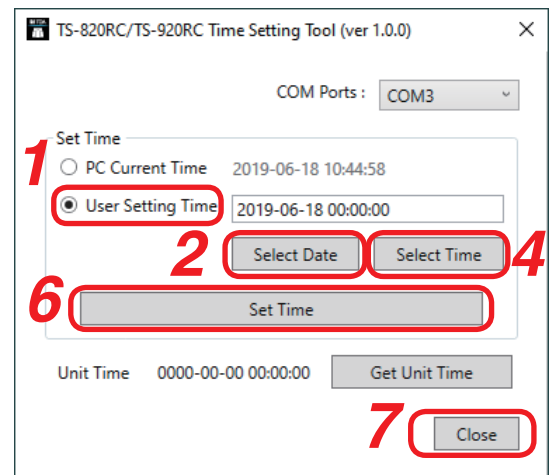 TS-820RC/TS-920RC Time Setting Tool (ver 1.0.0)
COM Ports : COM3
Set Time
1
PC Current Time 2019-06-18 10:44:58
User Setting Time 2019-06-18 00:00:00
2 Select Date Select Time 4
6 Set Time
Unit Time 0000-00-00 00:00:00 Get Unit Time
7 Close